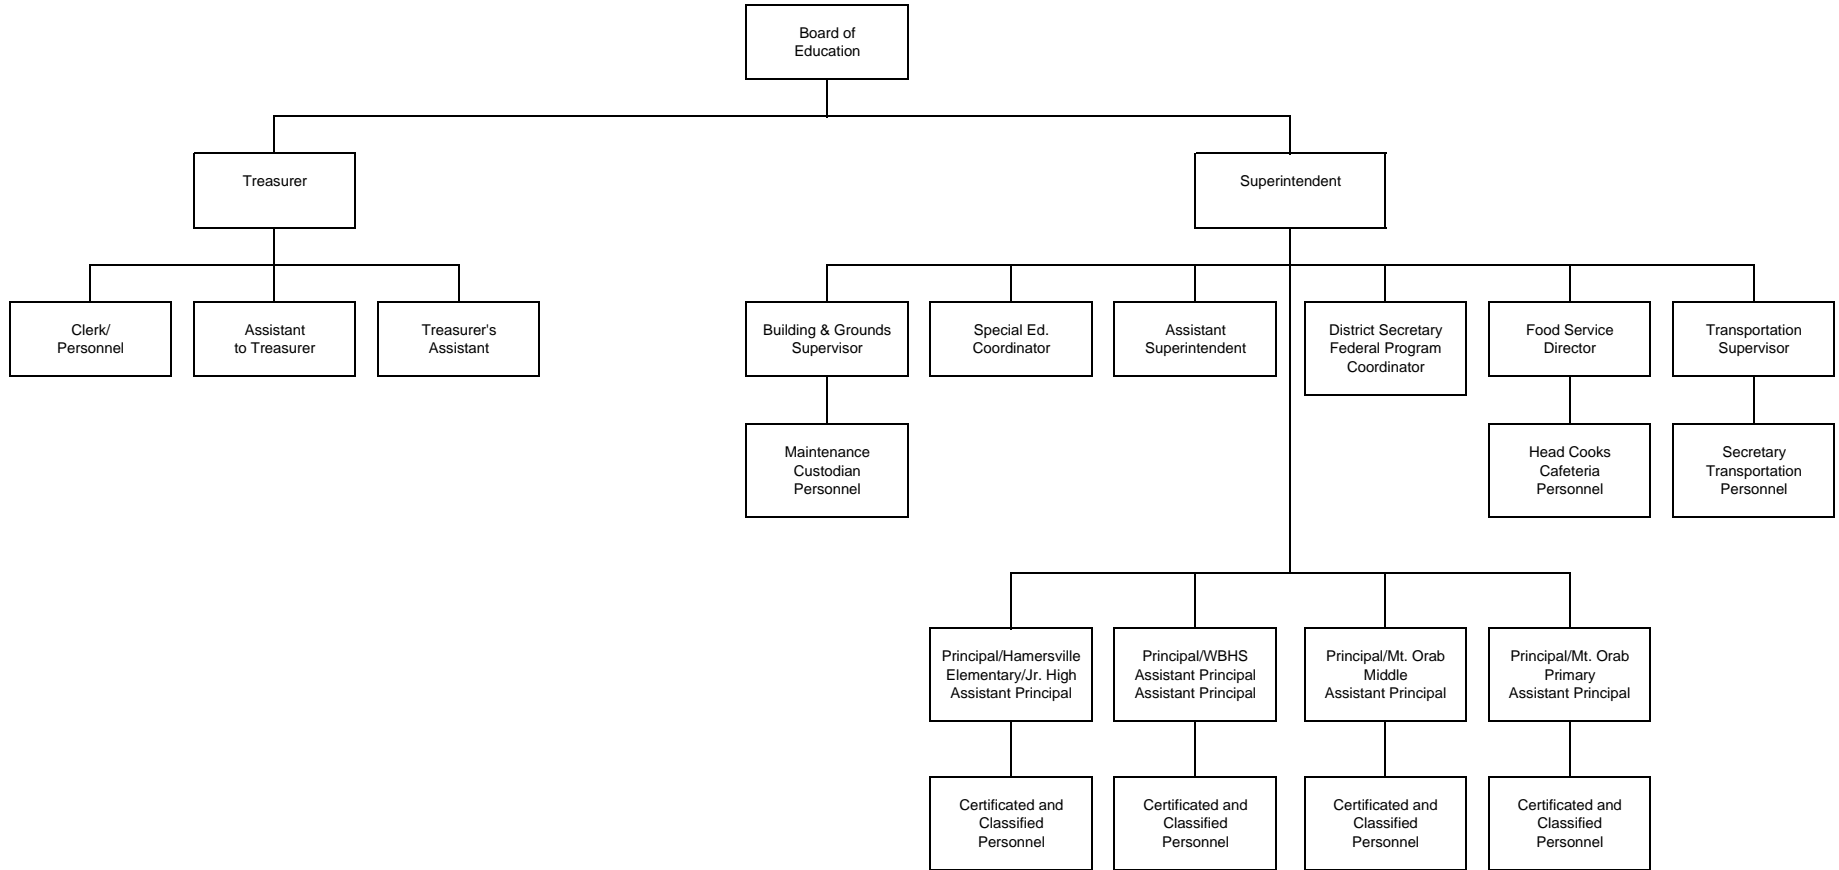 Board of
Education
Treasurer
Superintendent
Clerk/
Personnel
Assistant
to Treasurer
Treasurer's
Assistant
Building & Grounds
Supervisor
Special Ed.
Coordinator
Assistant
Superintendent
District Secretary
Federal Program
Coordinator
Food Service
Director
Transportation
Supervisor
Maintenance
Custodian
Personnel
Head Cooks
Cafeteria
Personnel
Secretary
Transportation
Personnel
Principal/Hamersville
Elementary/Jr. High
Assistant Principal
Principal/WBHS
Assistant Principal
Assistant Principal
Principal/Mt. Orab
Middle
Assistant Principal
Principal/Mt. Orab
Primary
Assistant Principal
Certificated and
Classified
Personnel
Certificated and
Classified
Personnel
Certificated and
Classified
Personnel
Certificated and
Classified
Personnel